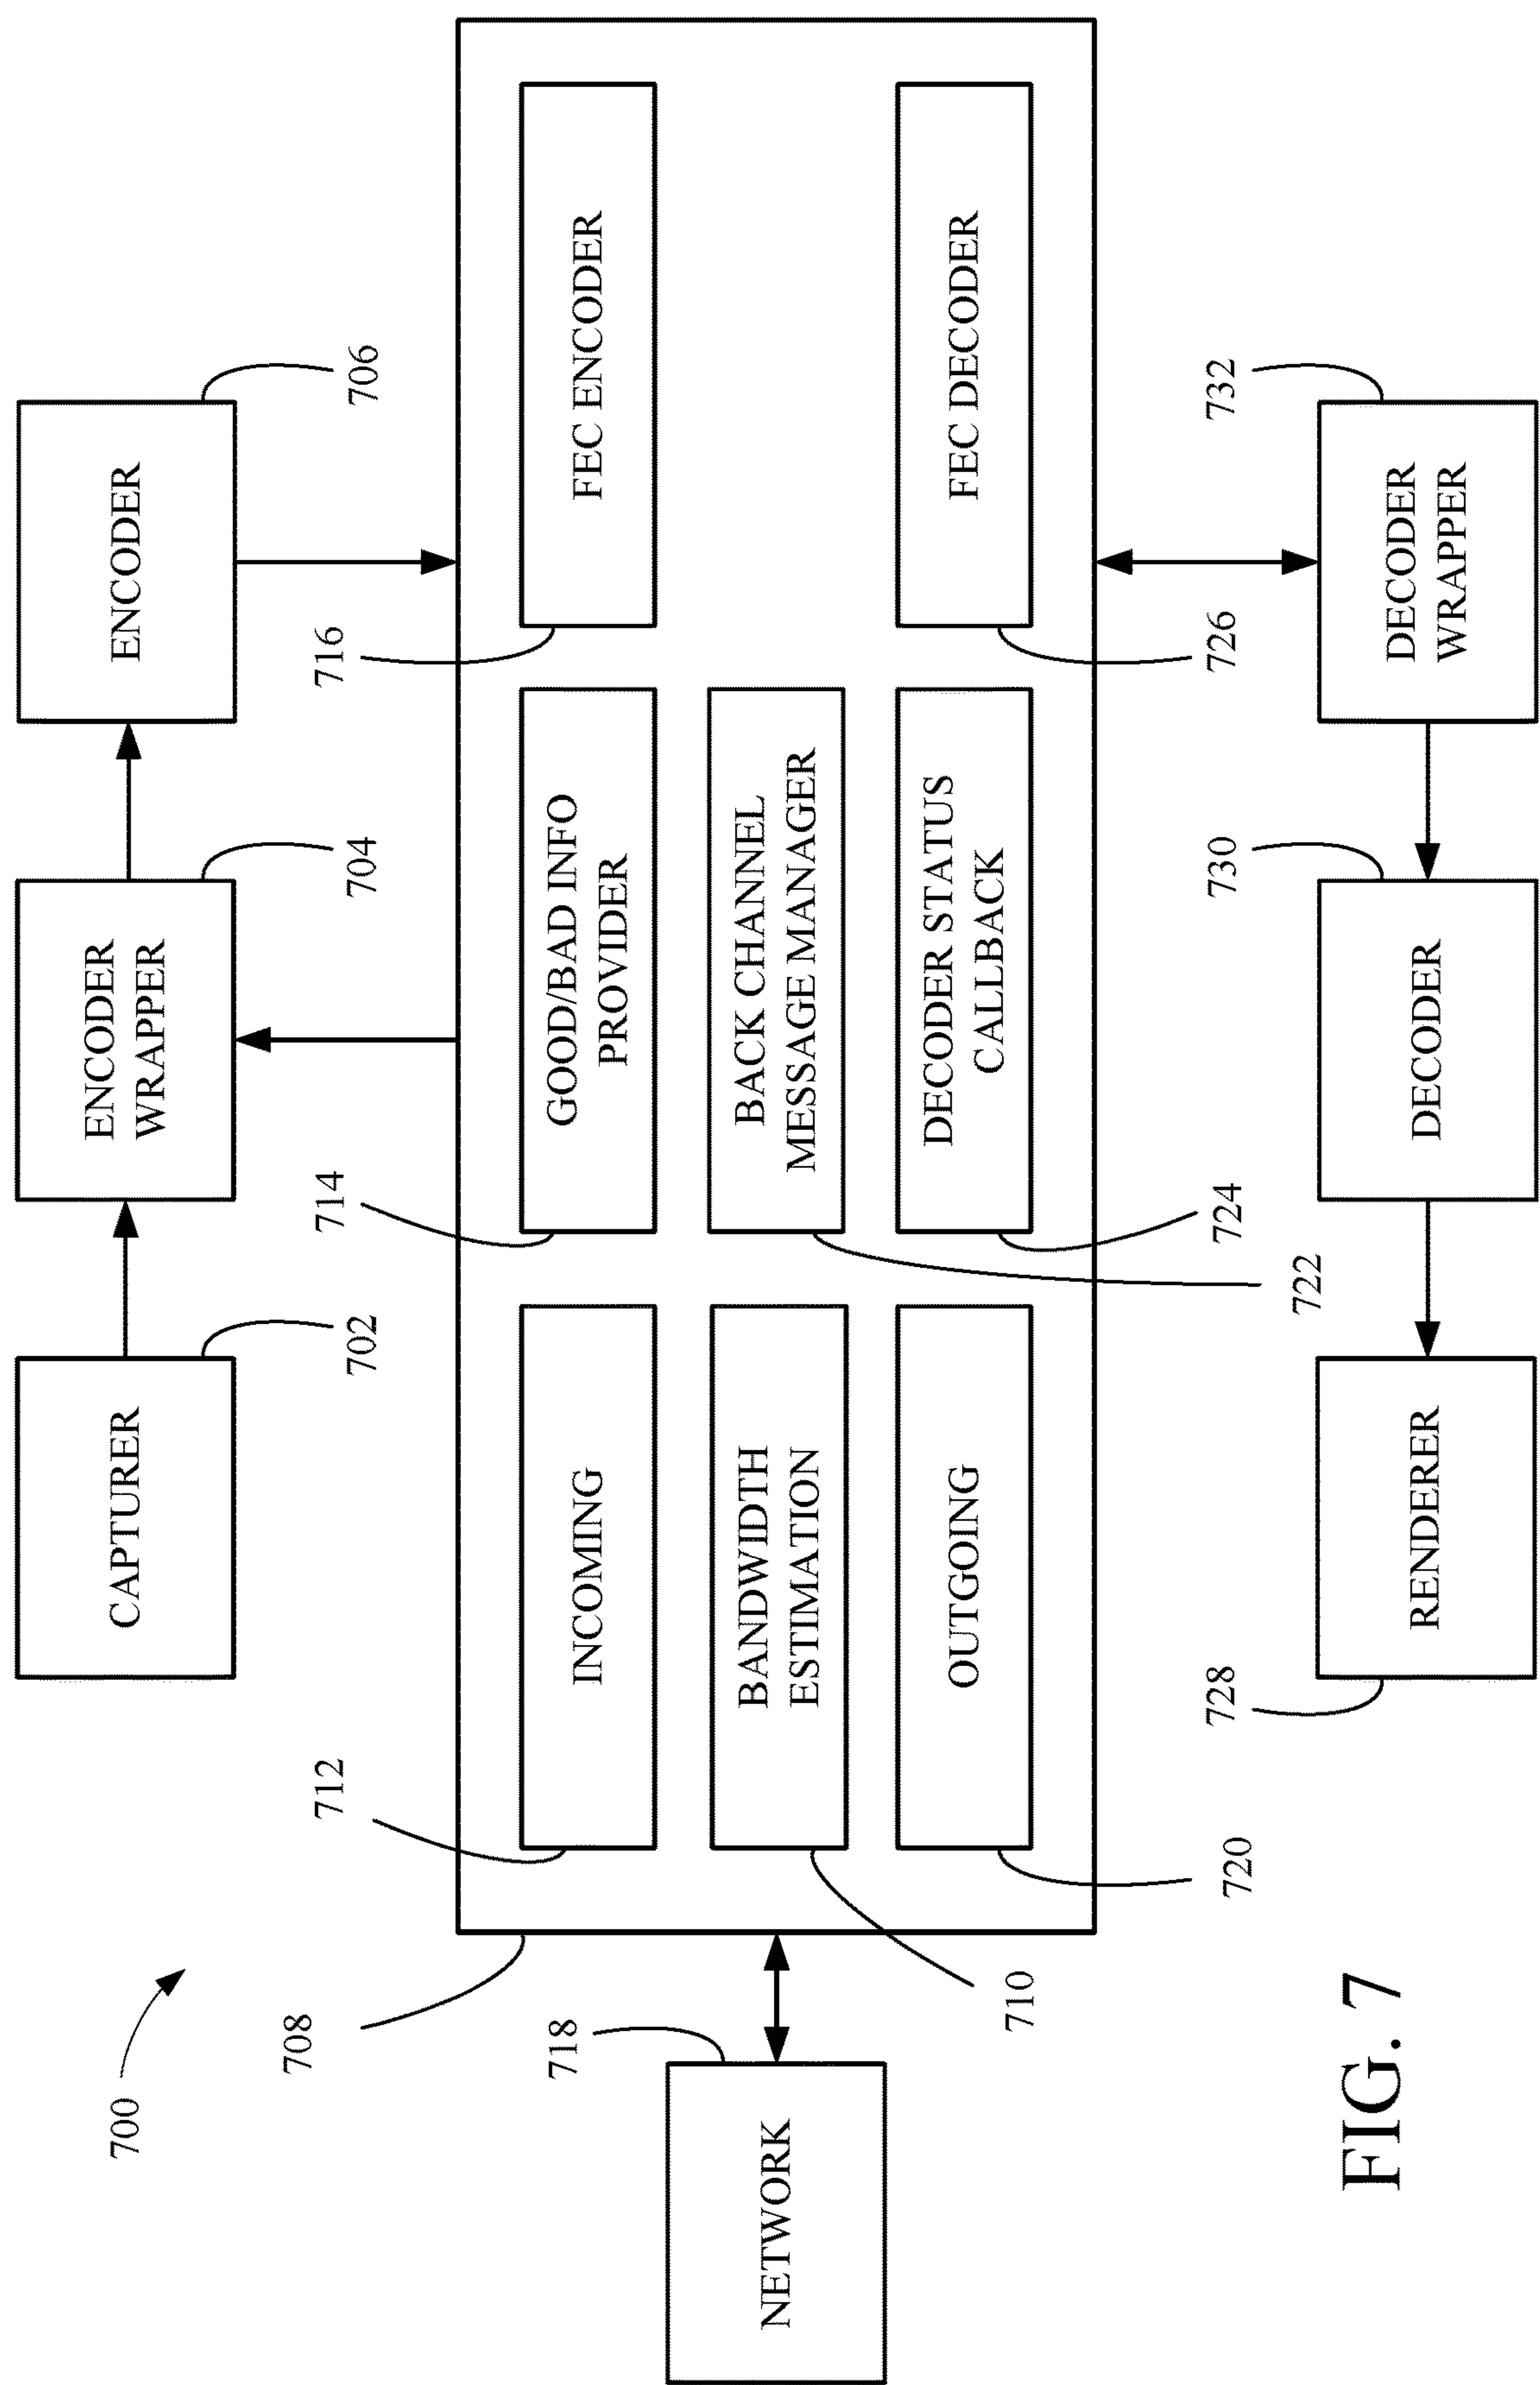 700
CAPTURER
ENCODER
WRAPPER
ENCODER
702
704
706
708
712
714
716
INCOMING
GOOD/BAD INFO
PROVIDER
FEC ENCODER
718
NETWORK
BANDWIDTH
ESTIMATION
BACK CHANNEL
MESSAGE MANAGER
OUTGOING
DECODER STATUS
CALLBACK
FEC DECODER
710
720
722
724
726
728
730
732
RENDERER
DECODER
DECODER
WRAPPER
FIG. 7